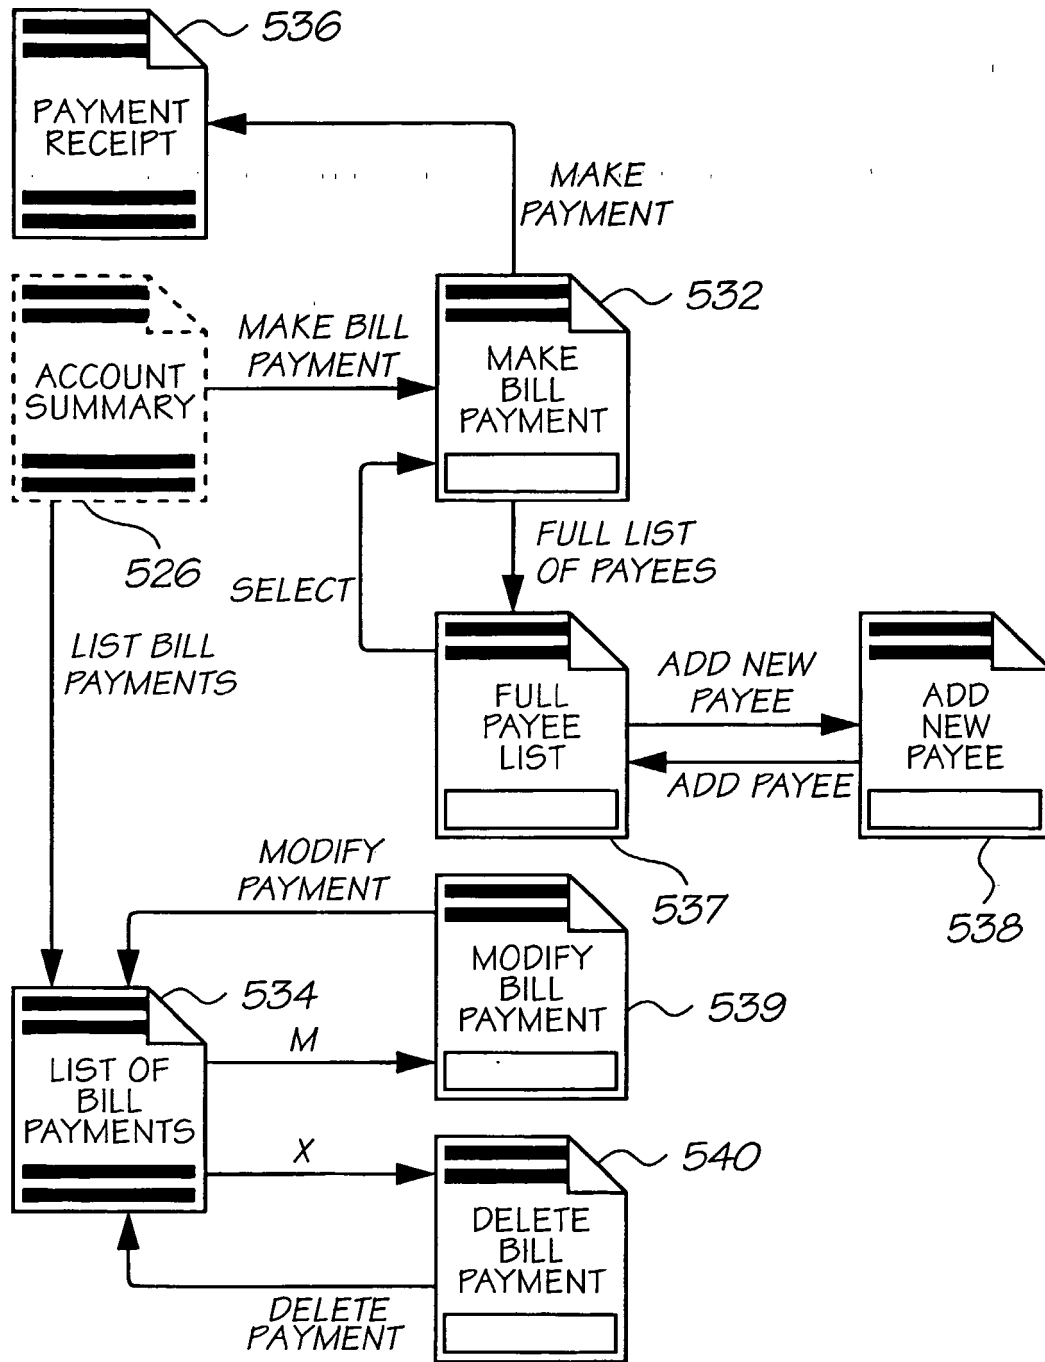 536
PAYMENT
RECEIPT
MAKE
PAYMENT
532
MAKE BILL
PAYMENT
MAKE
BILL
PAYMENT
ACCOUNT
SUMMARY
526
FULL LIST
OF PAYEES
SELECT
LIST BILL
PAYMENTS
FULL
PAYEE
LIST
ADD NEW
PAYEE
ADD PAYEE
ADD
NEW
PAYEE
537
538
MODIFY
PAYMENT
MODIFY
BILL
PAYMENT
539
534
M
LIST OF
BILL
PAYMENTS
X
540
DELETE
BILL
PAYMENT
DELETE
PAYMENT